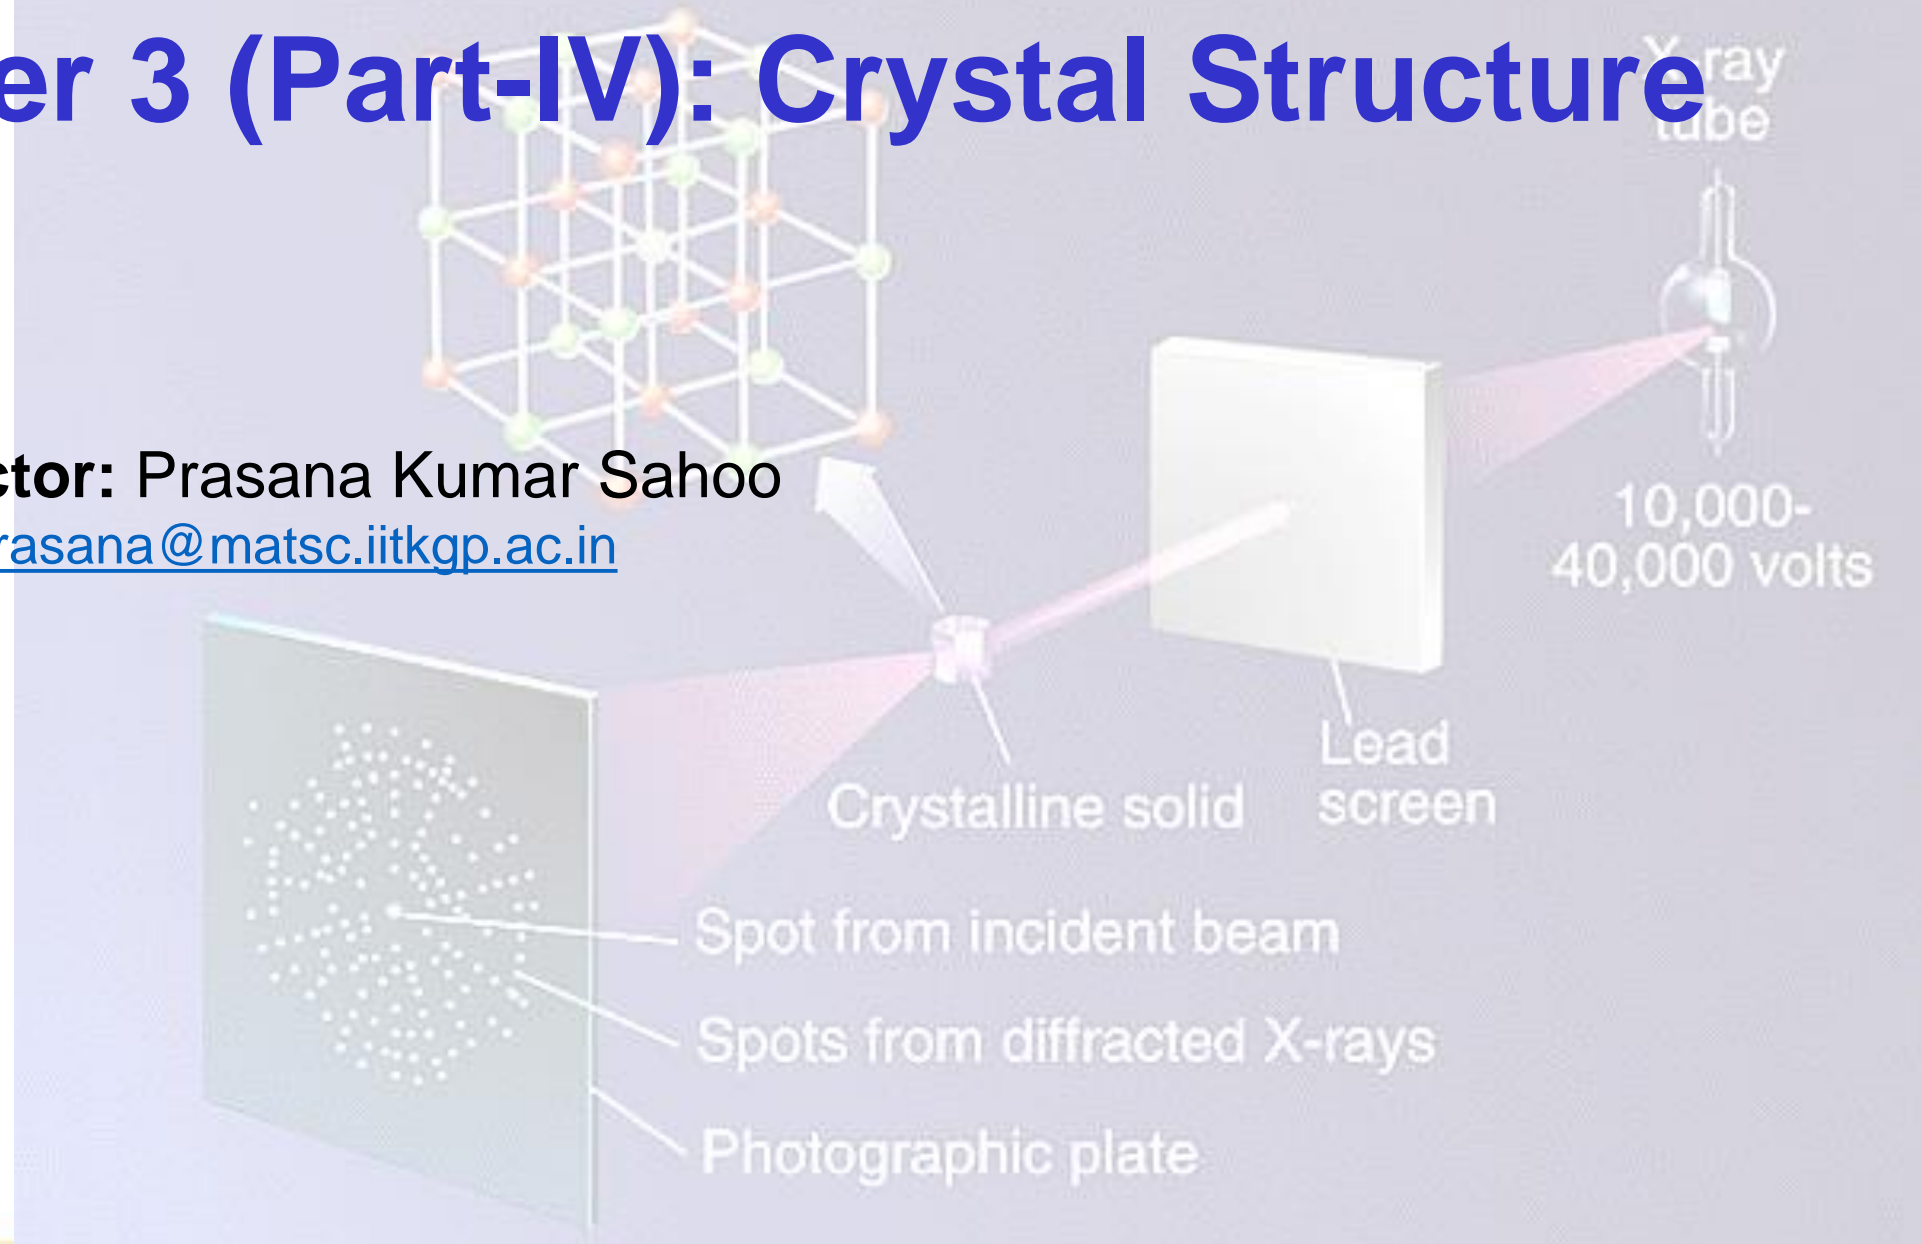 er 3 (Part-IV): Crystal Structure
X-ray
tube
ctor: Prasana Kumar Sahoo
rasana@matsc.iitkgp.ac.in
10,000-
40,000 volts
Lead
screen
Crystalline solid
Spot from incident beam
Spots from diffracted X-rays
Photographic plate